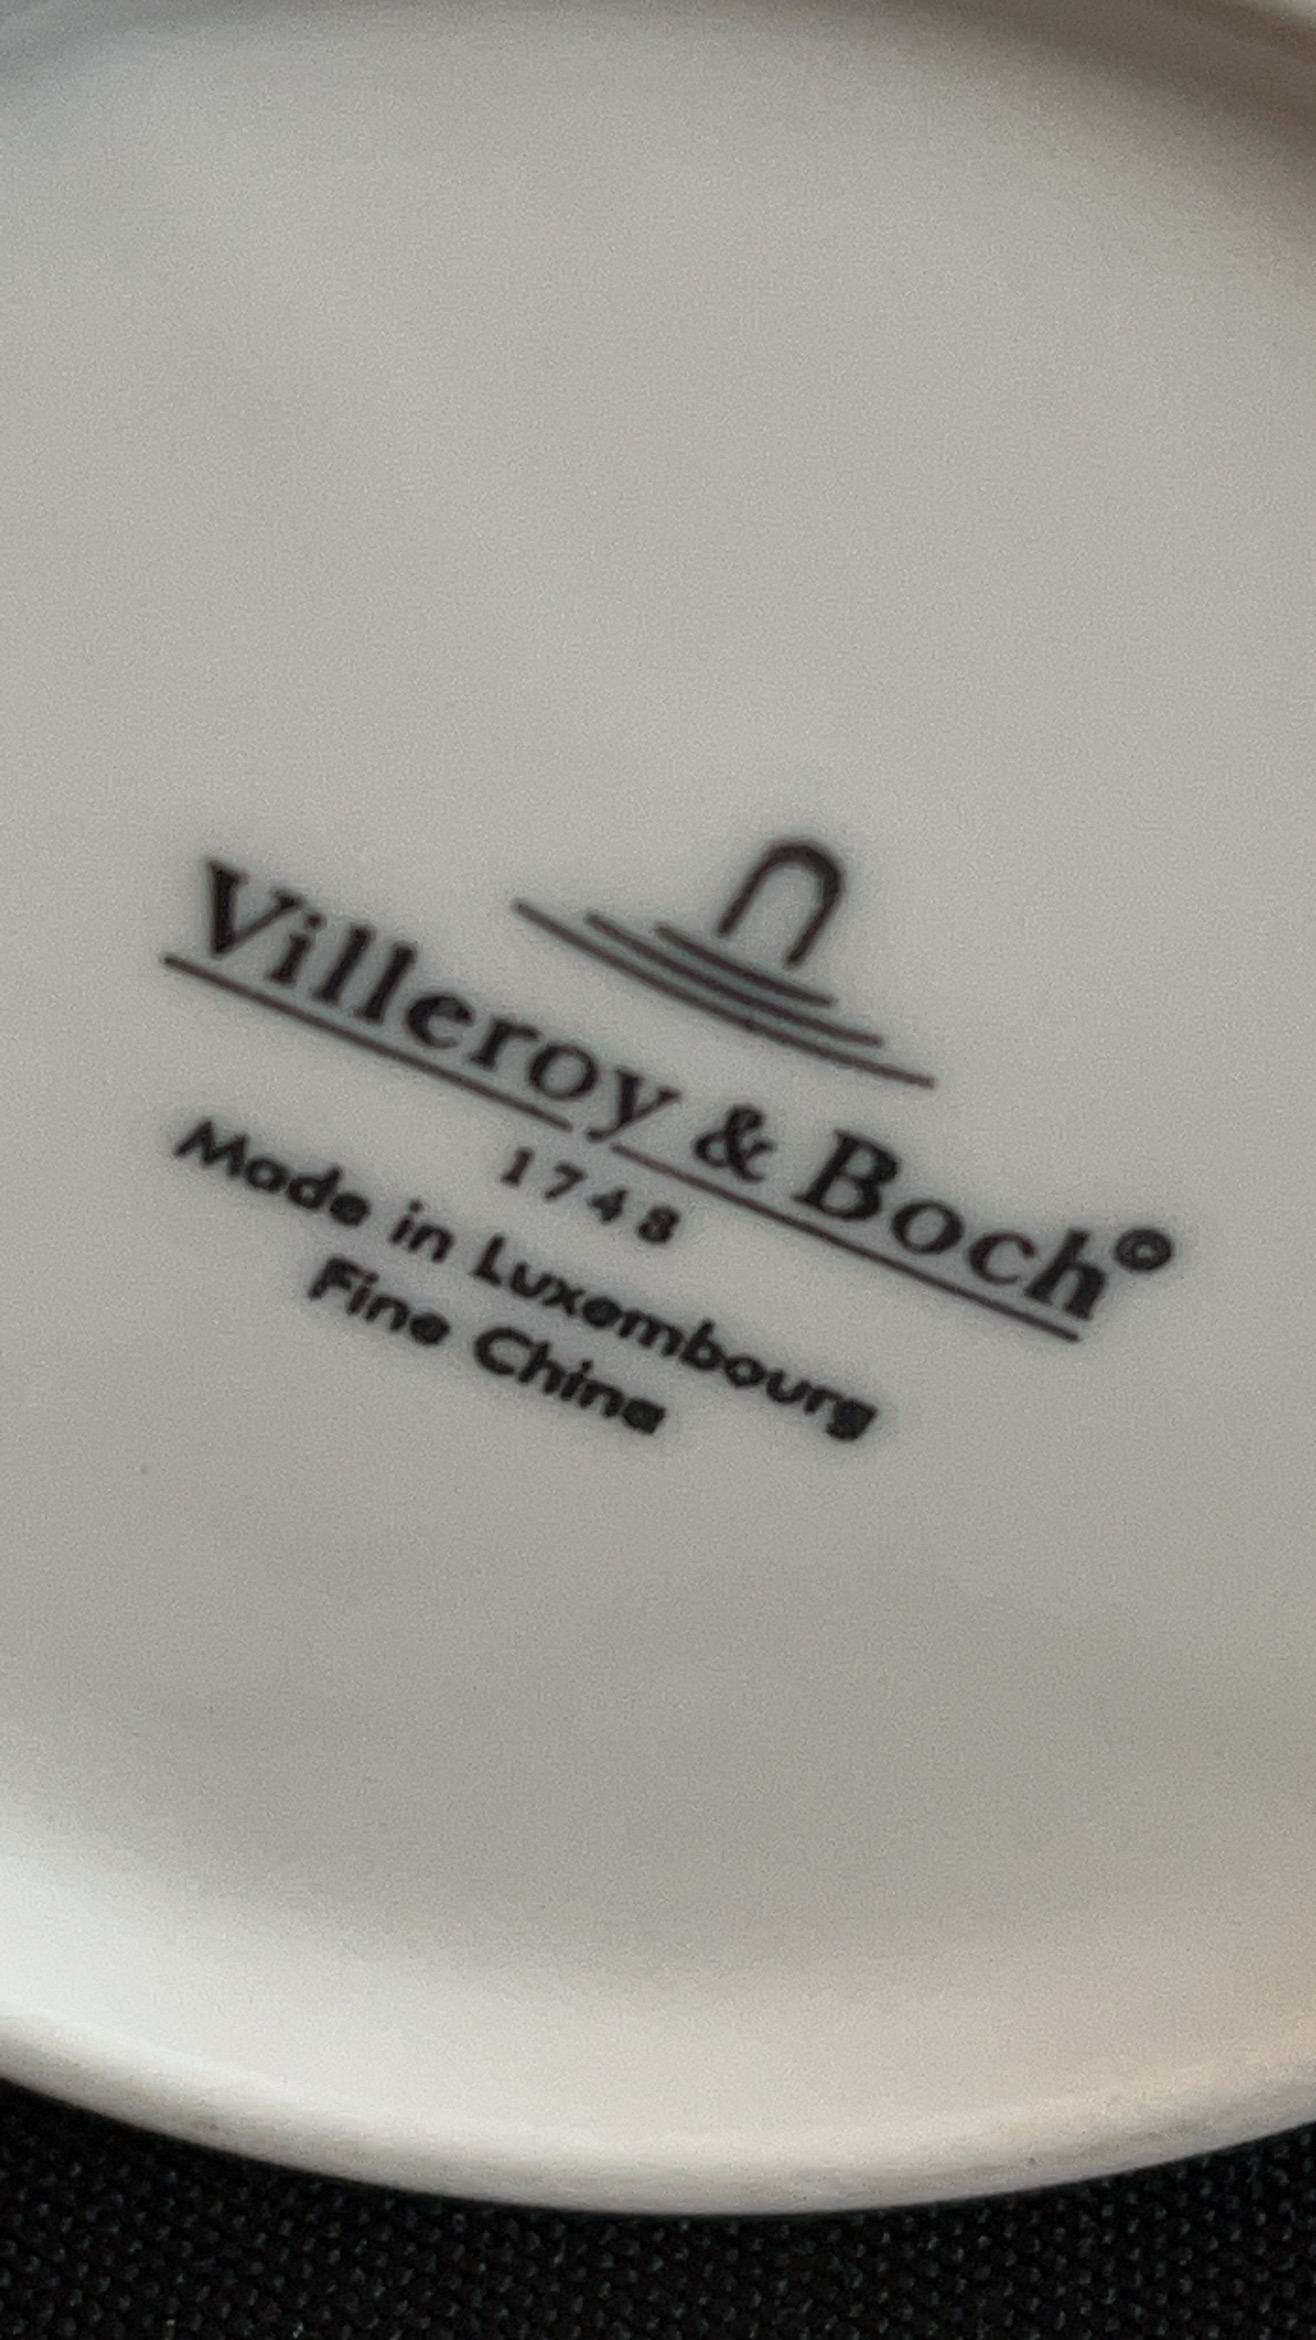 Villeroy & Boch©
1748
Made in Luxembourg
Fine China